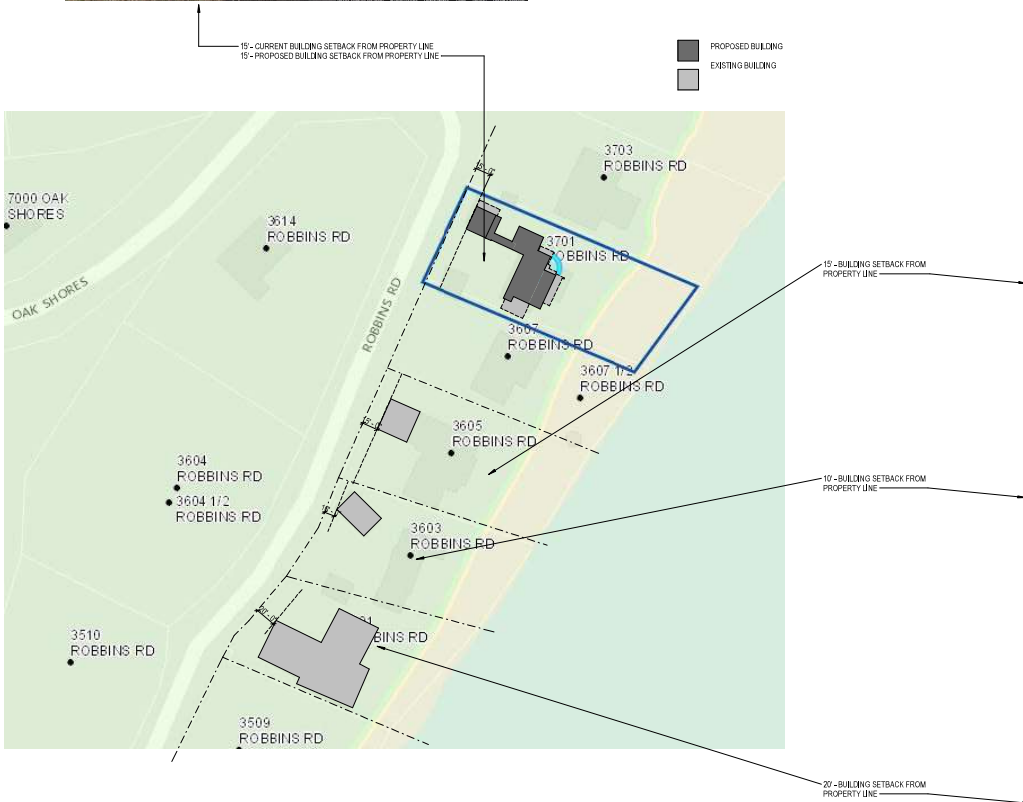 15'- CURRENT BUILDING SETBACK FROM PROPERTY LINE
15'- PROPOSED BUILDING SETBACK FROM PROPERTY LINE
PROPOSED BUILDING
EXISTING BUILDING
3703
ROBBINS RD
15'-0"
7000 OAK
SHORES
3614
ROBBINS RD
3701
ROBBINS RD
15'- BUILDING SETBACK FROM
PROPERTY LINE
OAK SHORES
ROBBINS RD
3607
ROBBINS RD
3607 1/2
ROBBINS RD
3605
ROBBINS RD
3604
ROBBINS RD
3604 1/2
ROBBINS RD
10'- BUILDING SETBACK FROM
PROPERTY LINE
3603
ROBBINS RD
BINS RD
3510
ROBBINS RD
3509
ROBBINS RD
20'- BUILDING SETBACK FROM
PROPERTY LINE